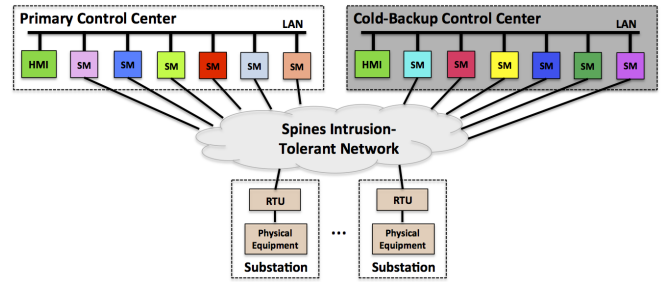 Primary Control Center
LAN
HMI SM SM SM SM SM SM
Cold-Backup Control Center
LAN
HMI SM SM SM SM SM SM
Spines Intrusion-
Tolerant Network
RTU
Physical
Equipment
Substation
...
RTU
Physical
Equipment
Substation